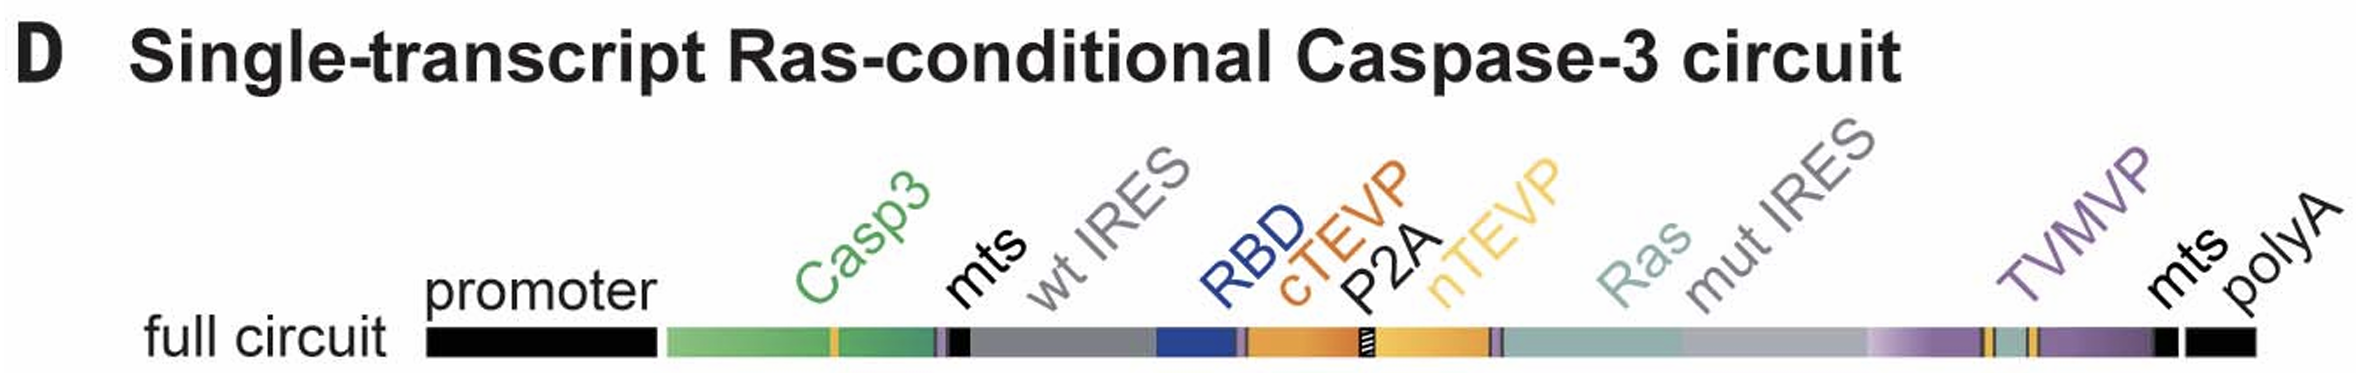 D Single-transcript Ras-conditional Caspase-3 circuit
full circuit
promoter
Casp3
mts
wt IRES
RBD
cTEVP
P2A
nTEVP
Ras
mut IRES
TVMVP
mts
polyA